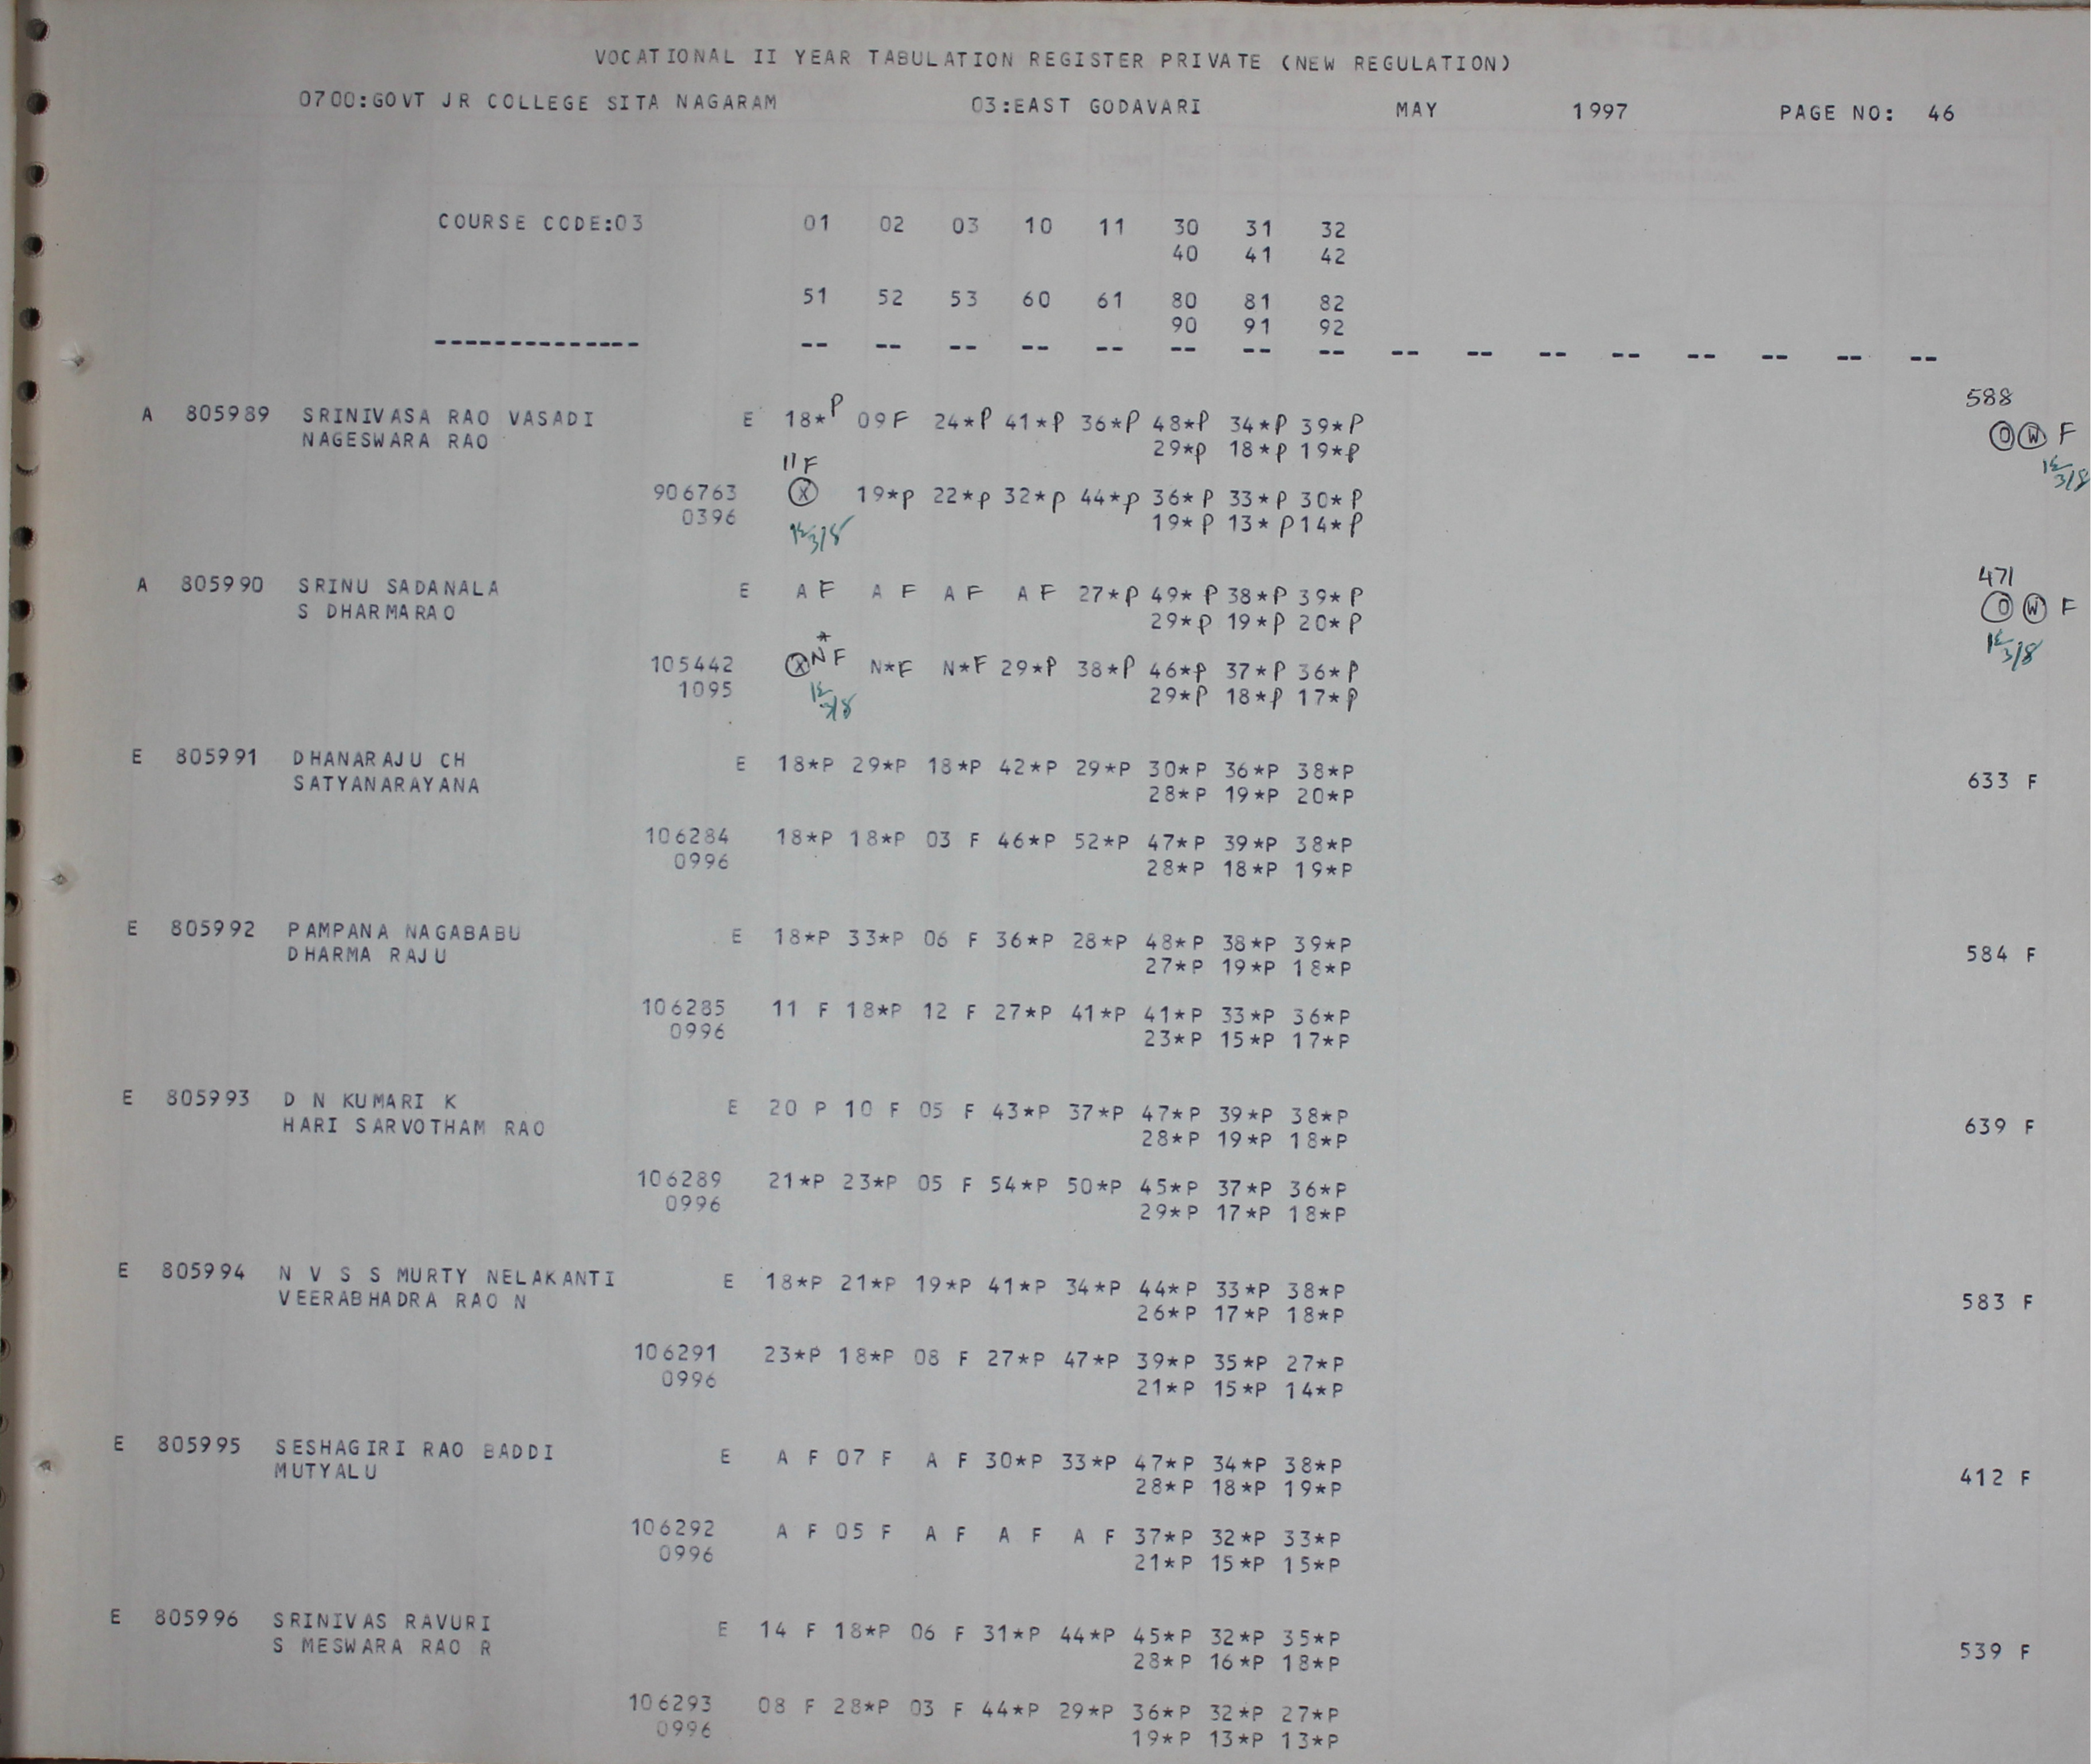 VOCATIONAL II YEAR TABULATION REGISTER PRIVATE (NEW REGULATION)
0700:GOVT JR COLLEGE SITA NAGARAM 03:EAST GODAVARI MAY 1997 PAGE NO: 46
COURSE CODE:03 01 02 03 10 11 30 31 32
40 41 42
51 52 53 60 61 80 81 82
90 91 92
-------------- -- -- -- -- -- -- -- -- -- -- -- -- -- -- -- --
588
A 805989 SRINIVASA RAO VASADI E 18*P 09 F 24*P 41*P 36*P 48*P 34*P 39*P O W F
NAGESWARA RAO 29*P 18*P 19*P
11 F
906763 X 19*P 22*P 32*P 44*P 36*P 33*P 30*P
0396 19*P 13*P 14*P
3/8
3/8
471
A 805990 SRINU SADANALA E A F A F A F A F 27*P 49*P 38*P 39*P O W F
S DHARMARAO 29*P 19*P 20*P
105442 X N*F N*F N*F 29*P 38*P 46*P 37*P 36*P
1095 29*P 18*P 17*P
3/8
3/8
E 805991 DHANARAJU CH E 18*P 29*P 18*P 42*P 29*P 30*P 36*P 38*P 633 F
SATYANARAYANA 28*P 19*P 20*P
106284 18*P 18*P 03 F 46*P 52*P 47*P 39*P 38*P
0996 28*P 18*P 19*P
E 805992 PAMPANA NAGABABU E 18*P 33*P 06 F 36*P 28*P 48*P 38*P 39*P 584 F
DHARMA RAJU 27*P 19*P 18*P
106285 11 F 18*P 12 F 27*P 41*P 41*P 33*P 36*P
0996 23*P 15*P 17*P
E 805993 D N KUMARI K E 20 P 10 F 05 F 43*P 37*P 47*P 39*P 38*P 639 F
HARI SARVOTHAM RAO 28*P 19*P 18*P
106289 21*P 23*P 05 F 54*P 50*P 45*P 37*P 36*P
0996 29*P 17*P 18*P
E 805994 N V S S MURTY NELAKANTI E 18*P 21*P 19*P 41*P 34*P 44*P 33*P 38*P 583 F
VEERABHADRA RAO N 26*P 17*P 18*P
106291 23*P 18*P 08 F 27*P 47*P 39*P 35*P 27*P
0996 21*P 15*P 14*P
E 805995 SESHAGIRI RAO BADDI E A F 07 F A F 30*P 33*P 47*P 34*P 38*P 412 F
MUTYALU 28*P 18*P 19*P
106292 A F 05 F A F A F A F 37*P 32*P 33*P
0996 21*P 15*P 15*P
E 805996 SRINIVAS RAVURI E 14 F 18*P 06 F 31*P 44*P 45*P 32*P 35*P 539 F
S MESWARA RAO R 28*P 16*P 18*P
106293 08 F 28*P 03 F 44*P 29*P 36*P 32*P 27*P
0996 19*P 13*P 13*P